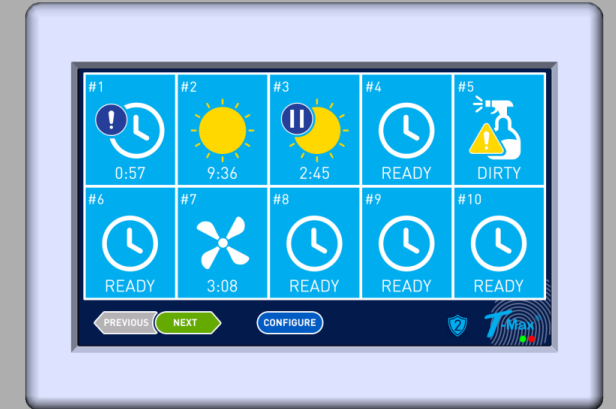 #1
#2
#3
#4
#5
0:57
9:36
2:45
READY
DIRTY
#6
#7
#8
#9
#10
READY
3:08
READY
READY
READY
PREVIOUS
NEXT
CONFIGURE
2
T-Max